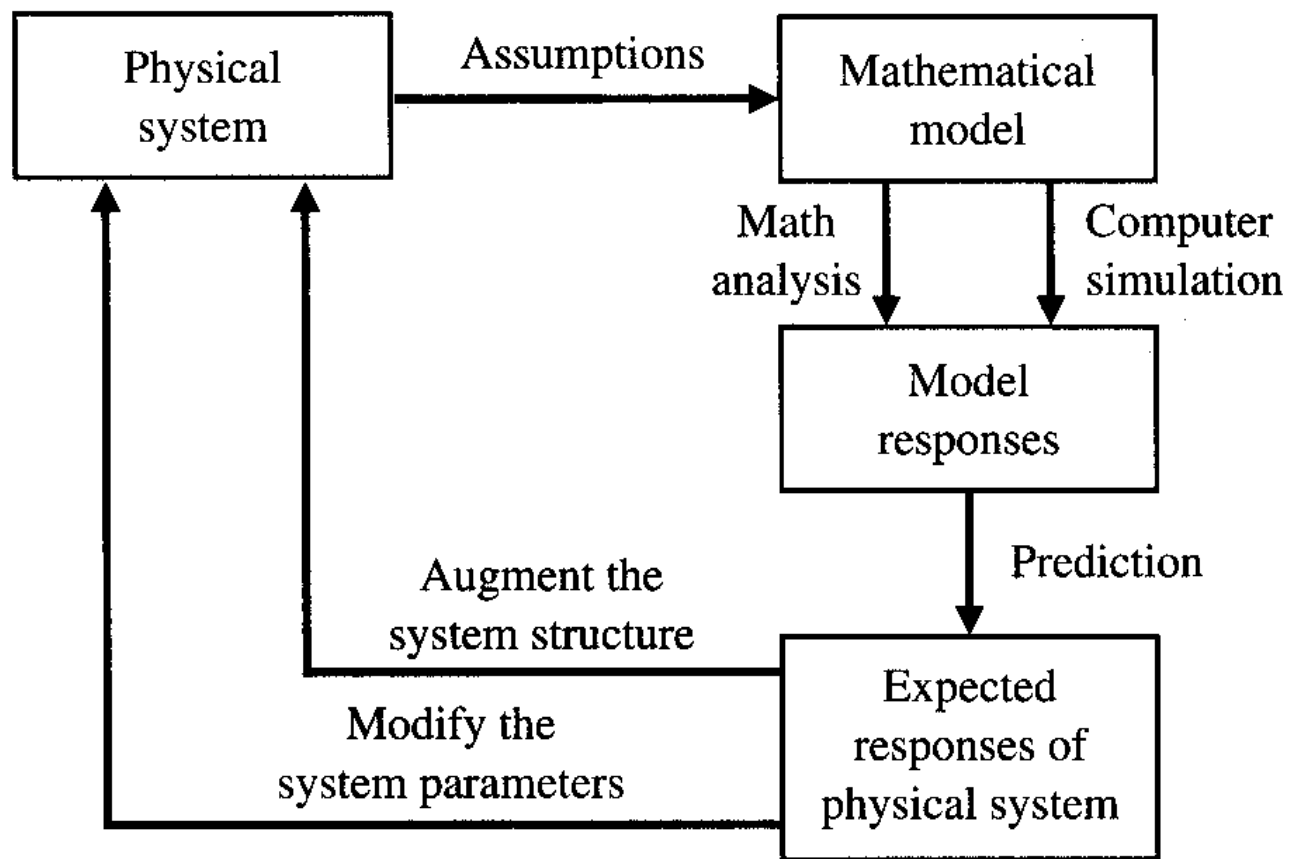 Physical
system
Assumptions
Mathematical
model
Math
analysis
Computer
simulation
Model
responses
Prediction
Augment the
system structure
Modify the
system parameters
Expected
responses of
physical system